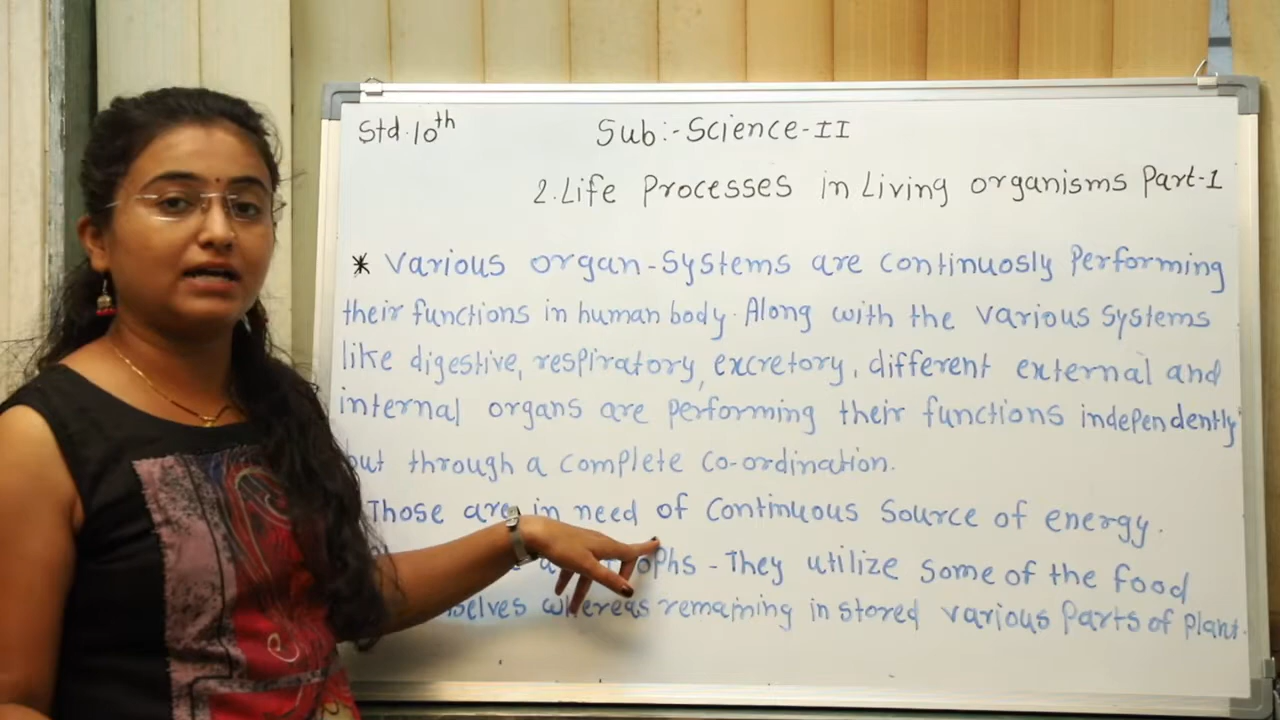 Std.10th
Sub:-Science-II
2.Life Processes in Living organisms Part-1
* Various organ-systems are continuosly Performing
their functions in human body. Along with the various systems
like digestive, respiratory, excretory, different external and
internal organs are performing their functions independently
but through a complete co-ordination.
Those are in need of continuous source of energy.
- They utilize some of the food
whereas remaining in stored various Parts of plant.